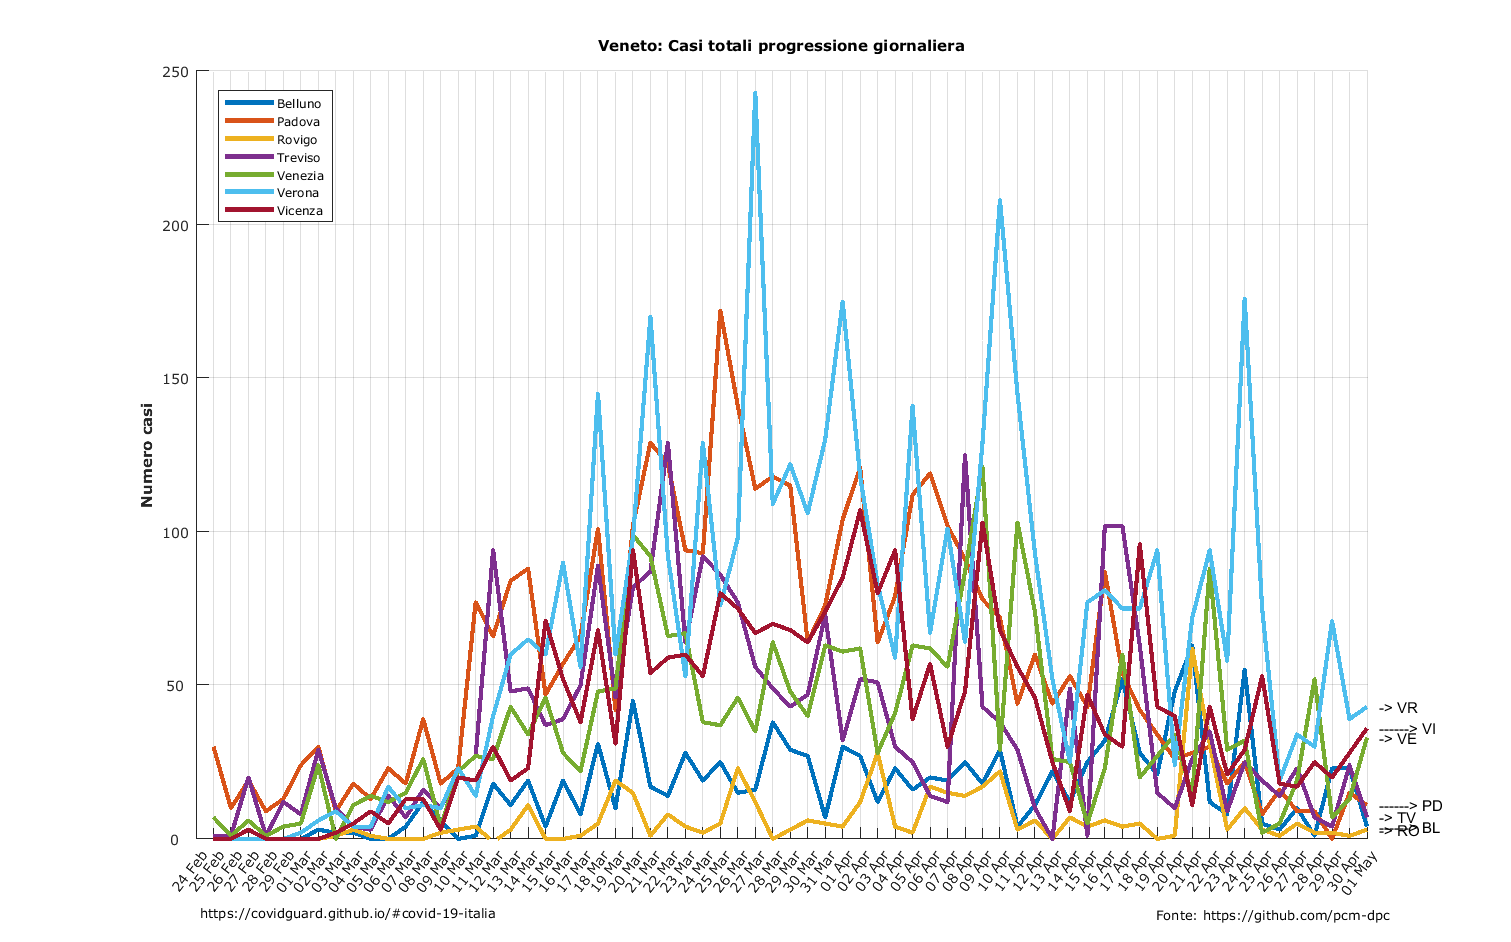 Veneto: Casi totali progressione giornaliera
250
200
150
100
50
0
Numero casi
Belluno
Padova
Rovigo
Treviso
Venezia
Verona
Vicenza
-> VR
------> VI
-> VE
------> PD
-> TV
------> BL
-> RO
24 Feb
25 Feb
26 Feb
27 Feb
28 Feb
29 Feb
01 Mar
02 Mar
03 Mar
04 Mar
05 Mar
06 Mar
07 Mar
08 Mar
09 Mar
10 Mar
11 Mar
12 Mar
13 Mar
14 Mar
15 Mar
16 Mar
17 Mar
18 Mar
19 Mar
20 Mar
21 Mar
22 Mar
23 Mar
24 Mar
25 Mar
26 Mar
27 Mar
28 Mar
29 Mar
30 Mar
31 Mar
01 Apr
02 Apr
03 Apr
04 Apr
05 Apr
06 Apr
07 Apr
08 Apr
09 Apr
10 Apr
11 Apr
12 Apr
13 Apr
14 Apr
15 Apr
16 Apr
17 Apr
18 Apr
19 Apr
20 Apr
21 Apr
22 Apr
23 Apr
24 Apr
25 Apr
26 Apr
27 Apr
28 Apr
29 Apr
30 Apr
01 May
https://covidguard.github.io/#covid-19-italia
Fonte: https://github.com/pcm-dpc